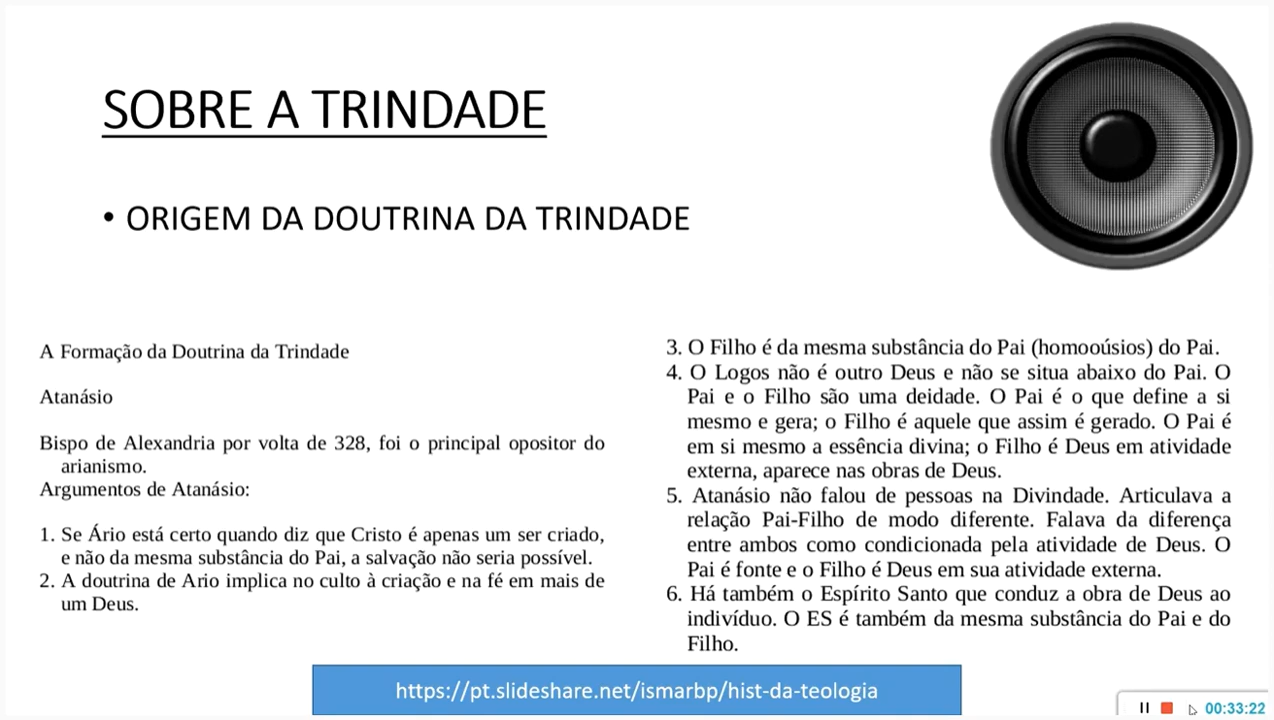 SOBRE A TRINDADE
• ORIGEM DA DOUTRINA DA TRINDADE
A Formação da Doutrina da Trindade
Atanásio
Bispo de Alexandria por volta de 328, foi o principal opositor do
arianismo.
Argumentos de Atanásio:
1. Se Ário está certo quando diz que Cristo é apenas um ser criado,
e não da mesma substância do Pai, a salvação não seria possível.
2. A doutrina de Ario implica no culto à criação e na fé em mais de
um Deus.
3. O Filho é da mesma substância do Pai (homooúsios) do Pai.
4. O Logos não é outro Deus e não se situa abaixo do Pai. O
Pai e o Filho são uma deidade. O Pai é o que define a si
mesmo e gera; o Filho é aquele que assim é gerado. O Pai é
em si mesmo a essência divina; o Filho é Deus em atividade
externa, aparece nas obras de Deus.
5. Atanásio não falou de pessoas na Divindade. Articulava a
relação Pai-Filho de modo diferente. Falava da diferença
entre ambos como condicionada pela atividade de Deus. O
Pai é fonte e o Filho é Deus em sua atividade externa.
6. Há também o Espírito Santo que conduz a obra de Deus ao
indivíduo. O ES é também da mesma substância do Pai e do
Filho.
https://pt.slideshare.net/ismarbp/hist-da-teologia
00:33:22